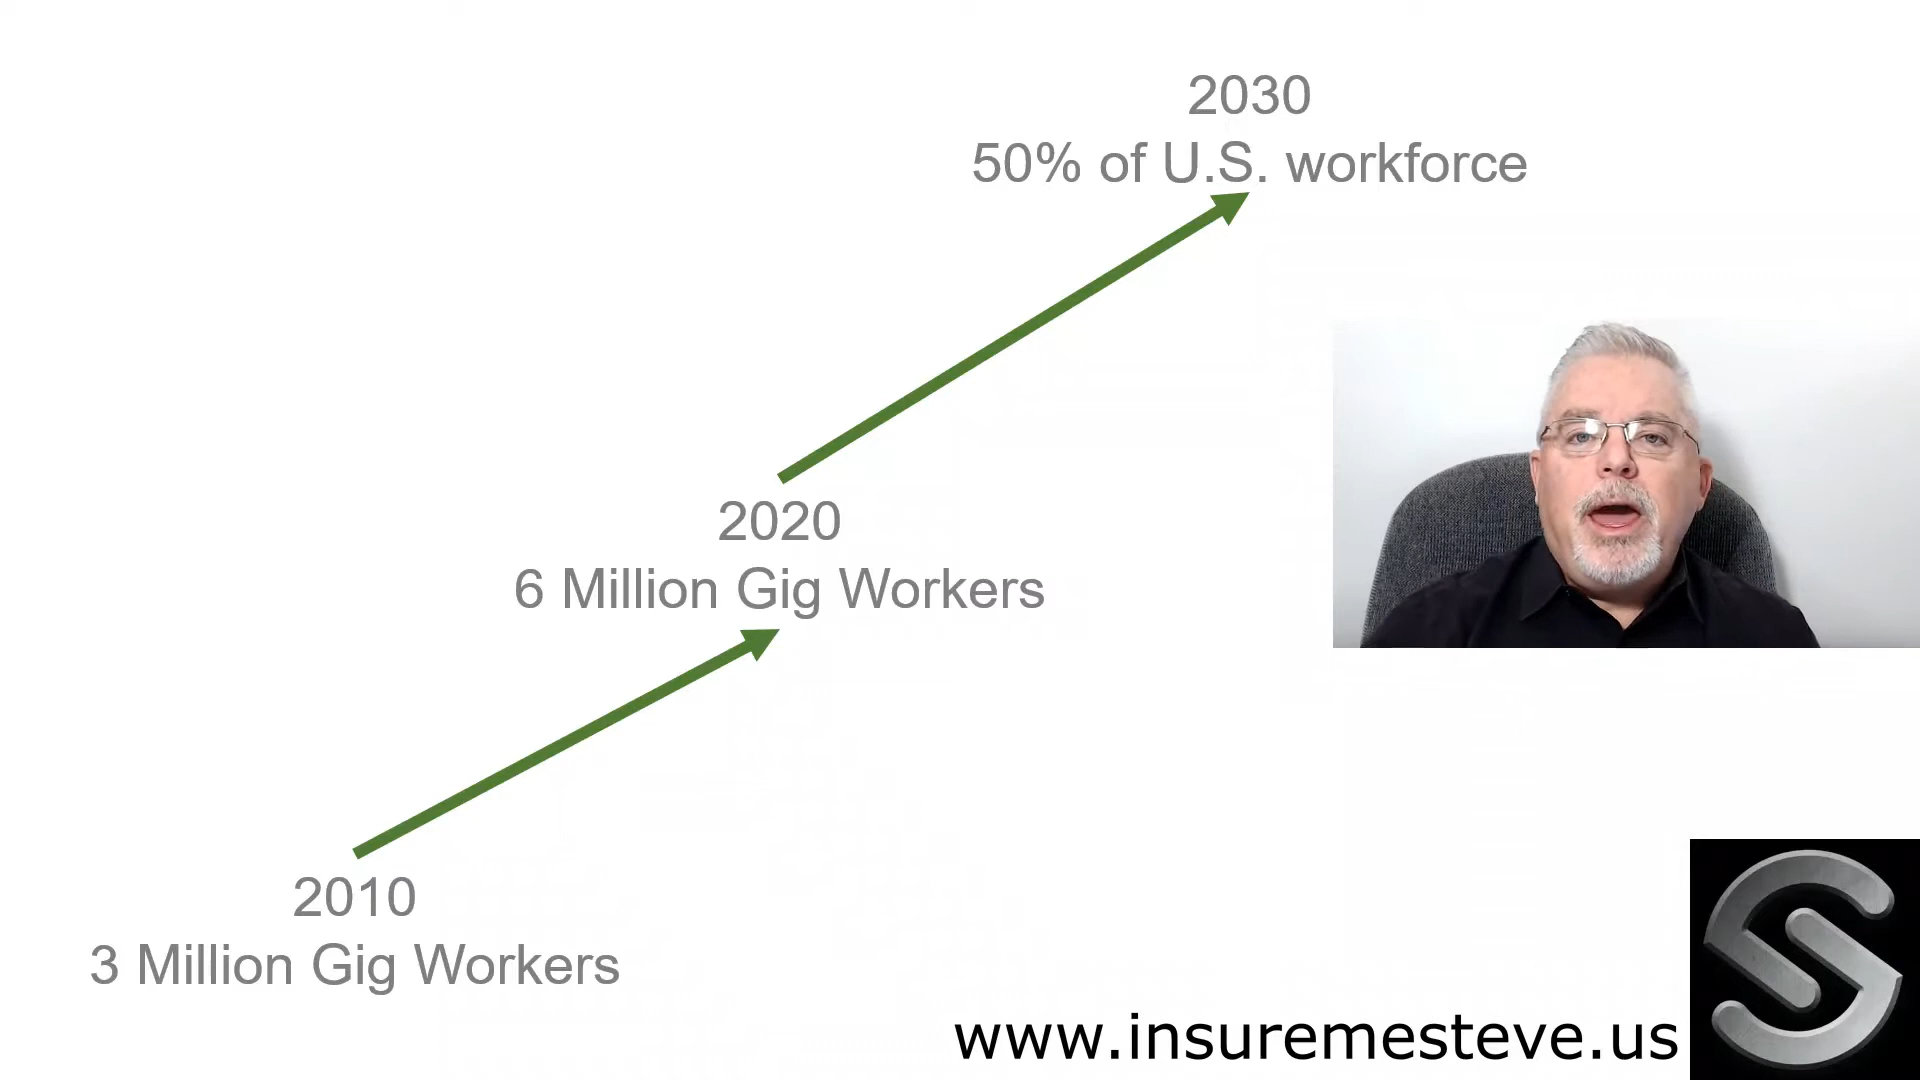 2030
50% of U.S. workforce
2020
6 Million Gig Workers
2010
3 Million Gig Workers
www.insuremesteve.us